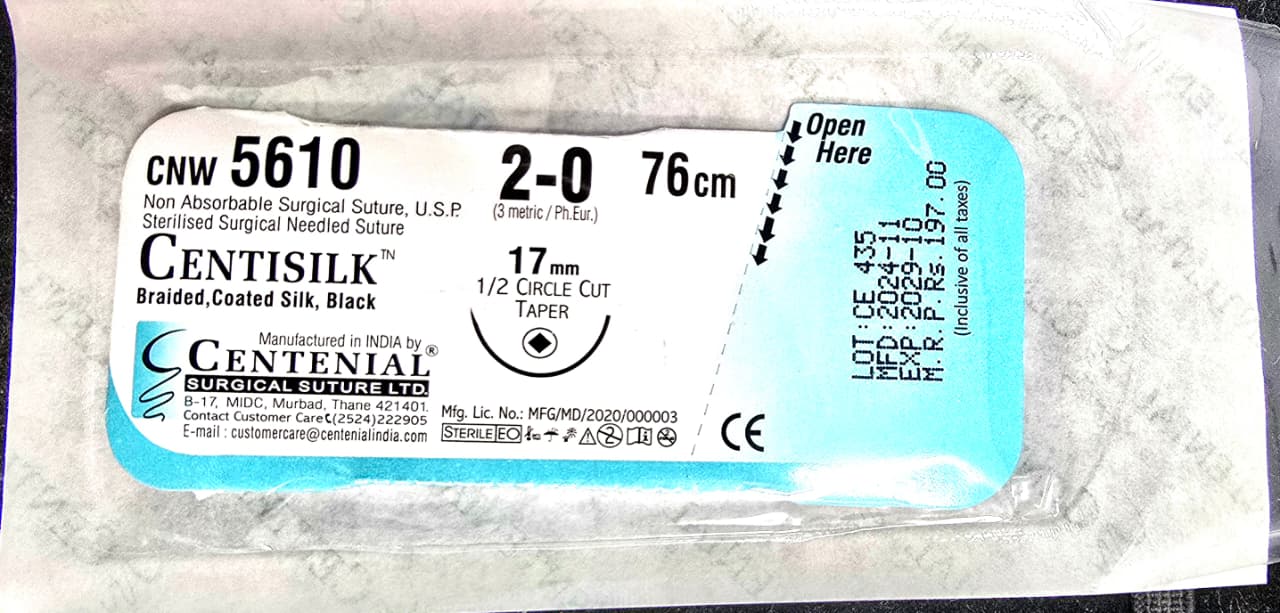 CNW 5610
Non Absorbable Surgical Suture, U.S.P.
Sterilised Surgical Needled Suture
CENTISILK™
Braided,Coated Silk, Black
2-0
(3 metric / Ph.Eur.)
76 cm
17 mm
1/2 CIRCLE CUT
TAPER
Manufactured in INDIA by
CENTENIAL®
SURGICAL SUTURE LTD.
B-17, MIDC, Murbad, Thane 421401.
Contact Customer Care (2524)222905
E-mail : customercare@centenialindia.com
Mfg. Lic. No.: MFG/MD/2020/000003
STERILE EO
CE
Open
Here
LOT : CE 435
MFD : 2024-11
EXP : 2029-10
M. R. P. Rs. 197. 00
(Inclusive of all taxes)